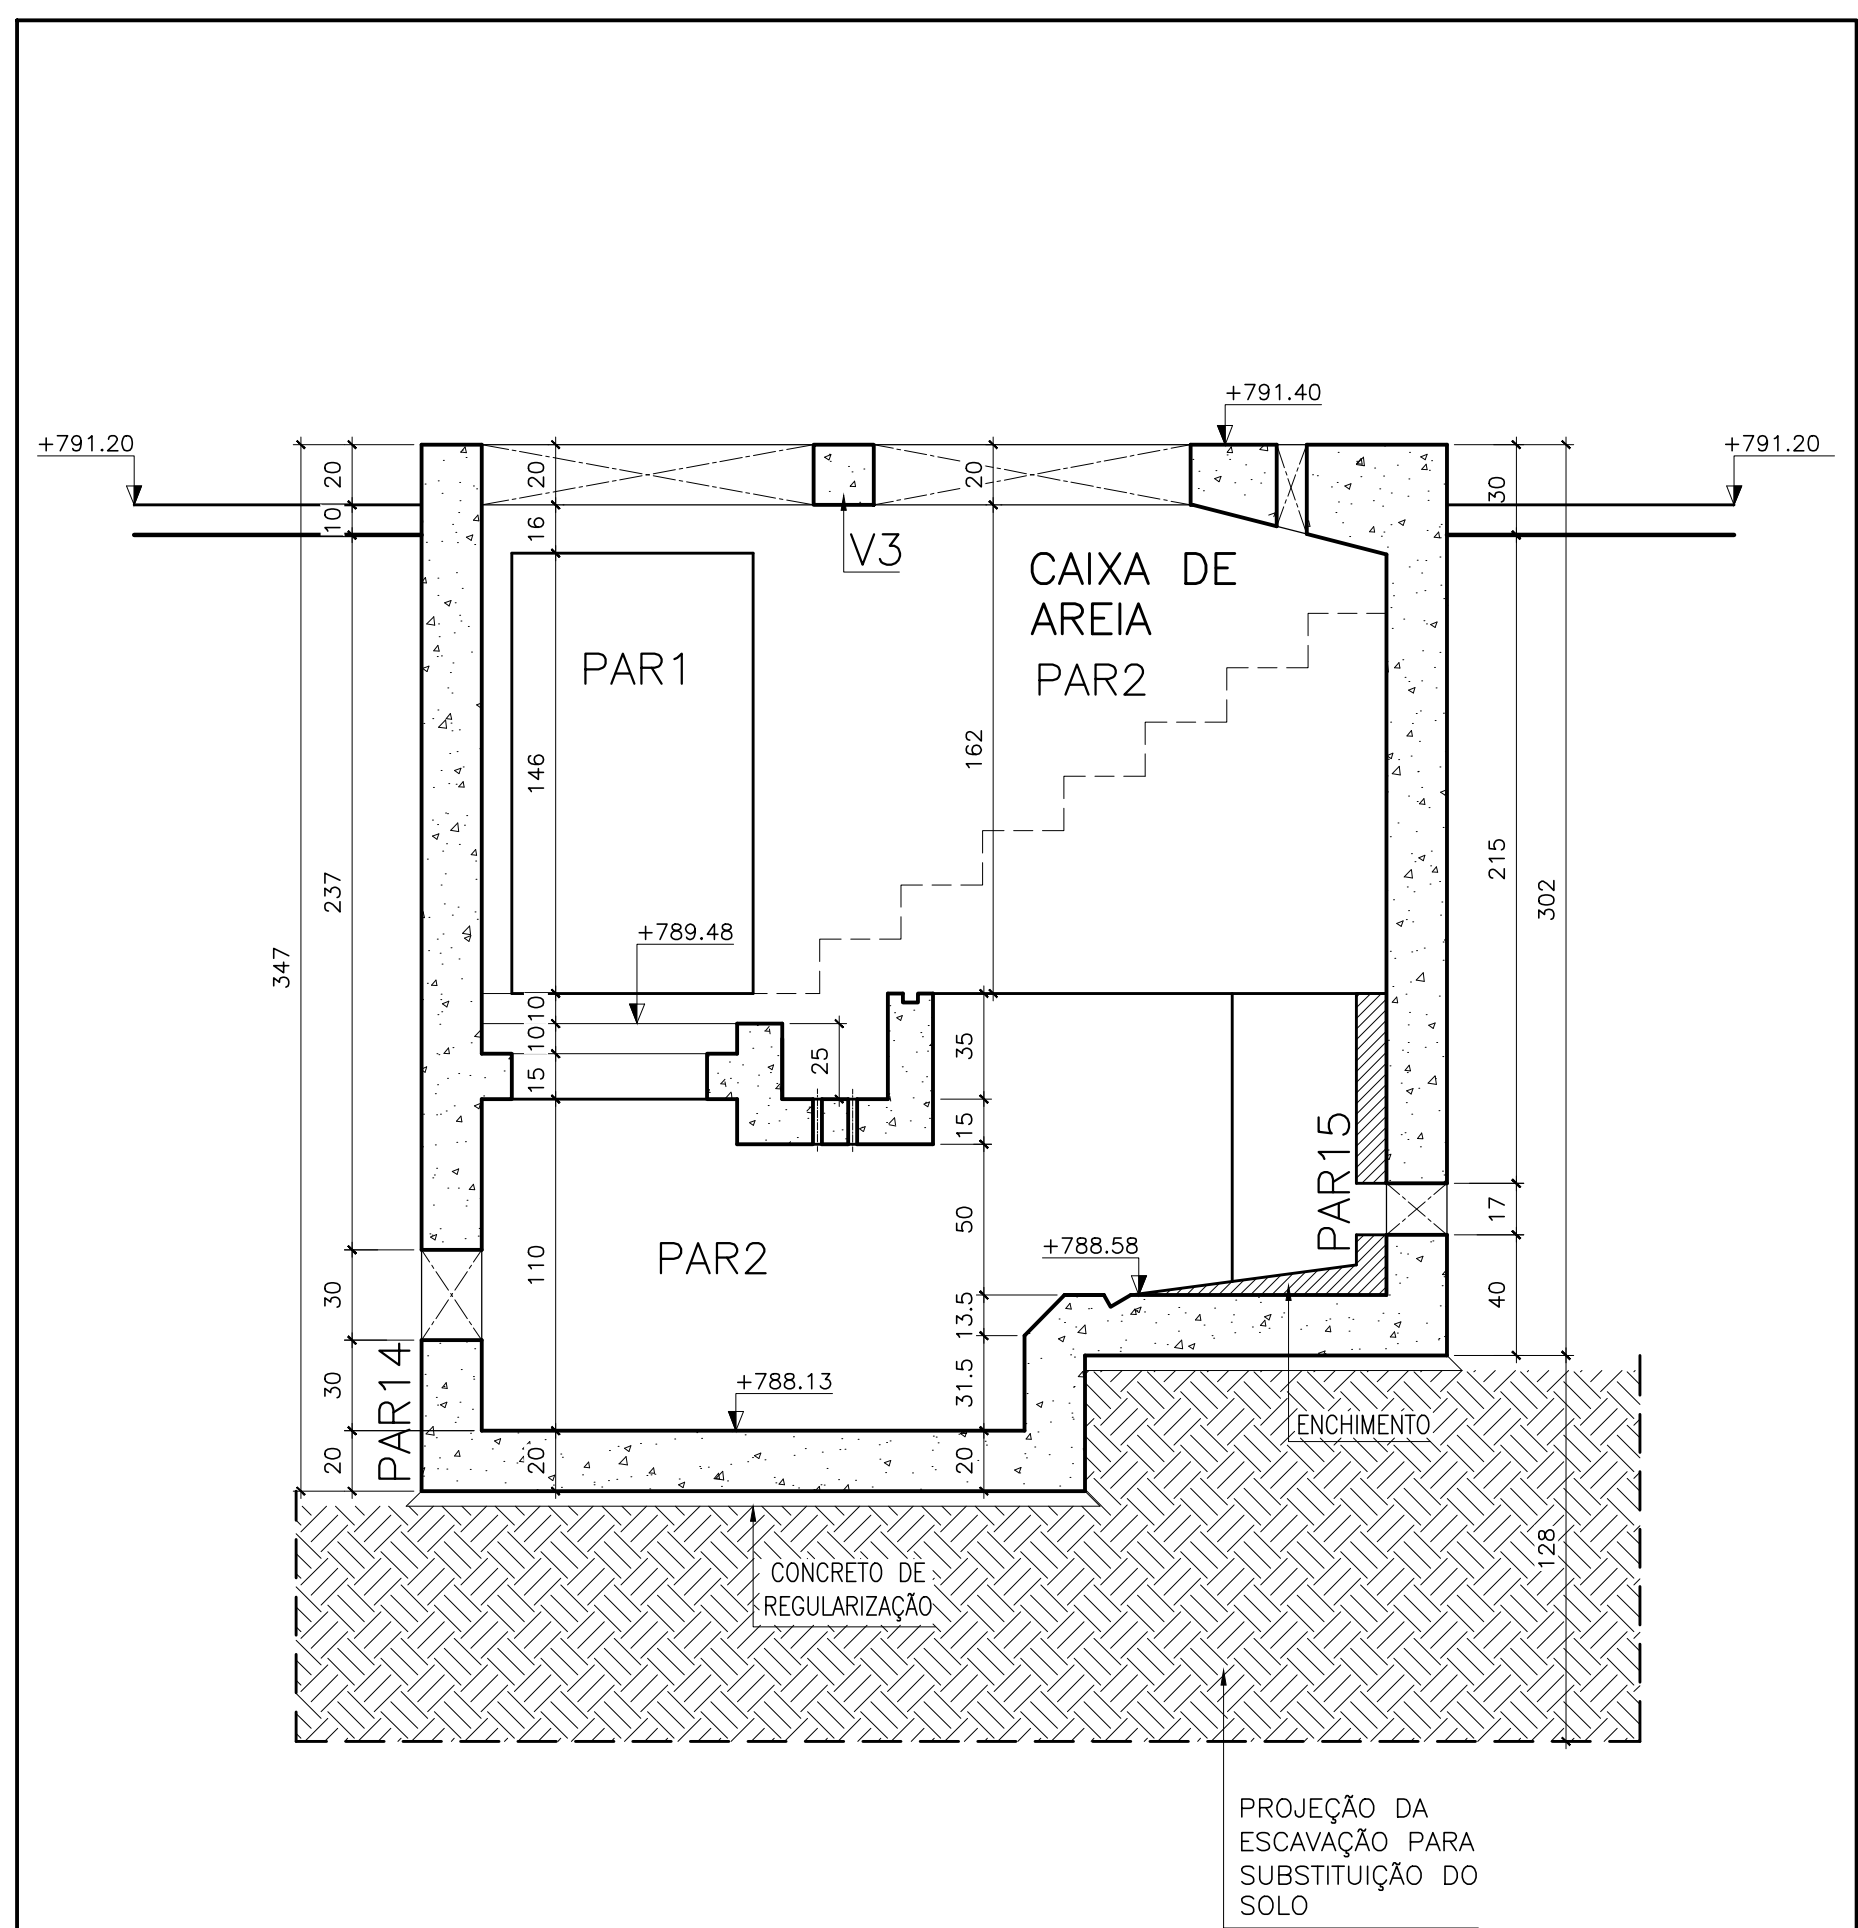 +791.40
+791.20
+791.20
20
20
20
30
10
16
V3
CAIXA DE
AREIA
PAR1
PAR2
146
162
215
237
302
347
+789.48
10
10
15
25
35
15
PAR15
17
50
110
PAR2
+788.58
30
13.5
40
PAR14
30
31.5
+788.13
ENCHIMENTO
20
20
20
128
CONCRETO DE
REGULARIZAÇÃO
PROJEÇÃO DA
ESCAVAÇÃO PARA
SUBSTITUIÇÃO DO
SOLO